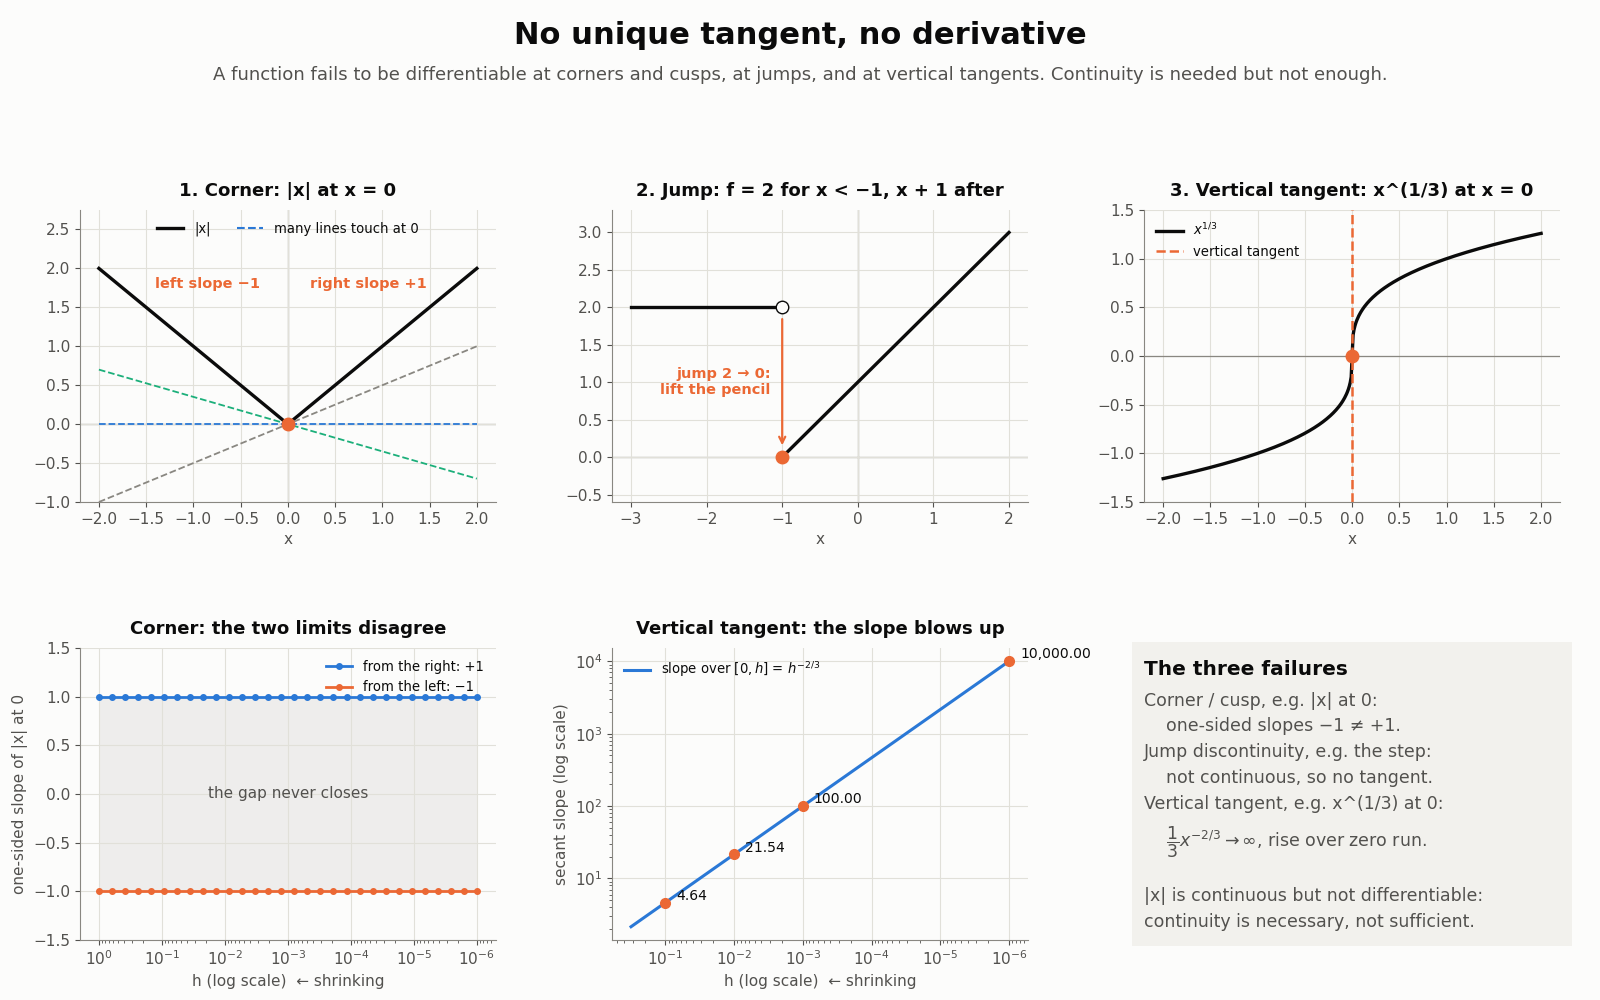 No unique tangent, no derivative
A function fails to be differentiable at corners and cusps, at jumps, and at vertical tangents. Continuity is needed but not enough.
1. Corner: |x| at x = 0
|x|
many lines touch at 0
left slope −1
right slope +1
2.5
2.0
1.5
1.0
0.5
0.0
−0.5
−1.0
−2.0 −1.5 −1.0 −0.5 0.0 0.5 1.0 1.5 2.0
x
2. Jump: f = 2 for x < −1, x + 1 after
3.0
2.5
2.0
1.5
1.0
0.5
0.0
−0.5
jump 2 → 0:
lift the pencil
−3 −2 −1 0 1 2
x
3. Vertical tangent: x^(1/3) at x = 0
x^{1/3}
vertical tangent
1.5
1.0
0.5
0.0
−0.5
−1.0
−1.5
−2.0 −1.5 −1.0 −0.5 0.0 0.5 1.0 1.5 2.0
x
Corner: the two limits disagree
from the right: +1
from the left: −1
the gap never closes
one-sided slope of |x| at 0
1.5
1.0
0.5
0.0
−0.5
−1.0
−1.5
10^0 10^{−1} 10^{−2} 10^{−3} 10^{−4} 10^{−5} 10^{−6}
h (log scale) ← shrinking
Vertical tangent: the slope blows up
slope over [0, h] = h^{−2/3}
10,000.00
100.00
21.54
4.64
secant slope (log scale)
10^4
10^3
10^2
10^1
10^{−1} 10^{−2} 10^{−3} 10^{−4} 10^{−5} 10^{−6}
h (log scale) ← shrinking
The three failures
Corner / cusp, e.g. |x| at 0:
one-sided slopes −1 ≠ +1.
Jump discontinuity, e.g. the step:
not continuous, so no tangent.
Vertical tangent, e.g. x^(1/3) at 0:
\frac{1}{3}x^{−2/3} → ∞, rise over zero run.
|x| is continuous but not differentiable:
continuity is necessary, not sufficient.